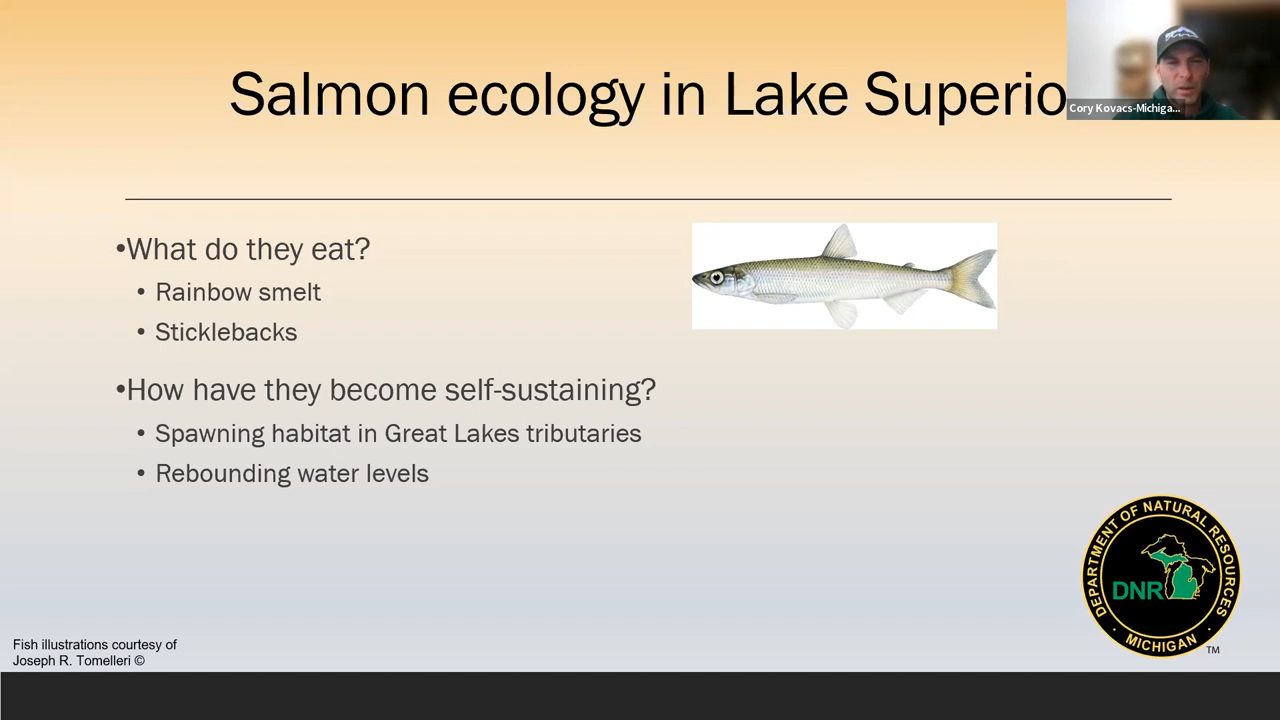 Salmon ecology in Lake Superio
Cory Kovacs-Michiga...
•What do they eat?
• Rainbow smelt
• Sticklebacks
•How have they become self-sustaining?
• Spawning habitat in Great Lakes tributaries
• Rebounding water levels
DEPARTMENT OF NATURAL RESOURCES
DNR
• MICHIGAN •
TM
Fish illustrations courtesy of
Joseph R. Tomelleri ©